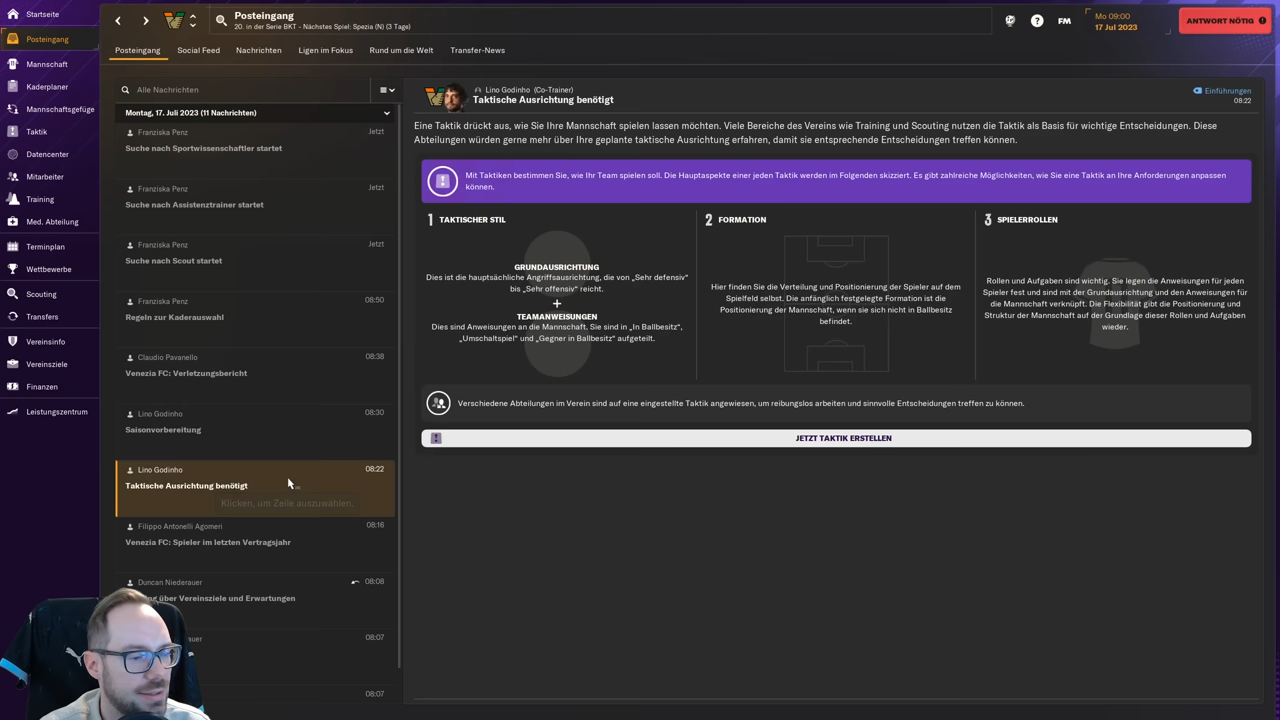 Startseite
Posteingang
Mannschaft
Kaderplaner
Mannschaftsgefüge
Taktik
Datencenter
Mitarbeiter
Training
Med. Abteilung
Terminplan
Wettbewerbe
Scouting
Transfers
Vereinsinfo
Vereinsziele
Finanzen
Leistungszentrum
Posteingang
20. in der Serie BKT - Nächstes Spiel: Spezia (N) (3 Tage)
FM
Mo 09:00
17 Jul 2023
ANTWORT NÖTIG
Posteingang
Social Feed
Nachrichten
Ligen im Fokus
Rund um die Welt
Transfer-News
Alle Nachrichten
Montag, 17. Juli 2023 (11 Nachrichten)
Franziska Penz Jetzt
Suche nach Sportwissenschaftler startet
Franziska Penz Jetzt
Suche nach Assistenztrainer startet
Franziska Penz Jetzt
Suche nach Scout startet
Franziska Penz 08:50
Regeln zur Kaderauswahl
Claudio Pavanello 08:38
Venezia FC: Verletzungsbericht
Lino Godinho 08:30
Saisonvorbereitung
Lino Godinho 08:22
Taktische Ausrichtung benötigt
Klicken, um Zeile auszuwählen.
Filippo Antonelli Agomeri 08:16
Venezia FC: Spieler im letzten Vertragsjahr
Duncan Niederauer 08:08
über Vereinsziele und Erwartungen
auer 08:07
08:07
Lino Godinho (Co-Trainer)
Taktische Ausrichtung benötigt
Einführungen
08:22
Eine Taktik drückt aus, wie Sie Ihre Mannschaft spielen lassen möchten. Viele Bereiche des Vereins wie Training und Scouting nutzen die Taktik als Basis für wichtige Entscheidungen. Diese
Abteilungen würden gerne mehr über Ihre geplante taktische Ausrichtung erfahren, damit sie entsprechende Entscheidungen treffen können.
Mit Taktiken bestimmen Sie, wie Ihr Team spielen soll. Die Hauptaspekte einer jeden Taktik werden im Folgenden skizziert. Es gibt zahlreiche Möglichkeiten, wie Sie eine Taktik an Ihre Anforderungen anpassen
können.
1 TAKTISCHER STIL
GRUNDAUSRICHTUNG
Dies ist die hauptsächliche Angriffsausrichtung, die von „Sehr defensiv“
bis „Sehr offensiv“ reicht.
+
TEAMANWEISUNGEN
Dies sind Anweisungen an die Mannschaft. Sie sind in „In Ballbesitz“,
„Umschaltspiel“ und „Gegner in Ballbesitz“ aufgeteilt.
2 FORMATION
Hier finden Sie die Verteilung und Positionierung der Spieler auf dem
Spielfeld selbst. Die anfänglich festgelegte Formation ist die
Positionierung der Mannschaft, wenn sie sich nicht in Ballbesitz
befindet.
3 SPIELERROLLEN
Rollen und Aufgaben sind wichtig. Sie legen die Anweisungen für jeden
Spieler fest und sind mit der Grundausrichtung und den Anweisungen für
die Mannschaft verknüpft. Die Flexibilität gibt die Positionierung und
Struktur der Mannschaft auf der Grundlage dieser Rollen und Aufgaben
wieder.
Verschiedene Abteilungen im Verein sind auf eine eingestellte Taktik angewiesen, um reibungslos arbeiten und sinnvolle Entscheidungen treffen zu können.
JETZT TAKTIK ERSTELLEN